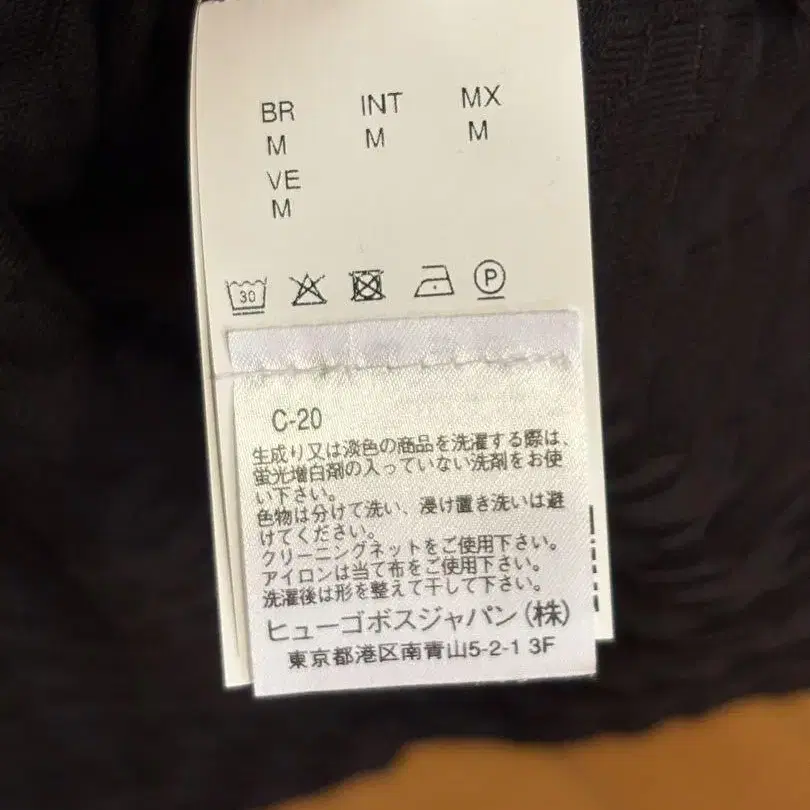 BR INT MX
M M M
VE
M
30 P
C-20
生成り又は淡色の商品を洗濯する際は、
蛍光増白剤の入っていない洗剤をお使
い下さい。
色物は分けて洗い、浸け置き洗いは避
けてください。
クリーニングネットをご使用下さい。
アイロンは当て布をご使用下さい。
洗濯後は形を整えて干して下さい。
ヒューゴボスジャパン(株)
東京都港区南青山5-2-1 3F